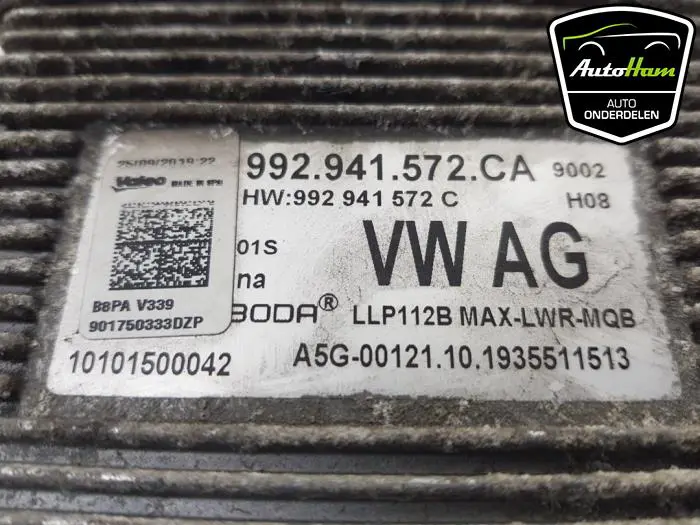 AutoHam
AUTO
ONDERDELEN
25/09/2019 22
Valeo MADE IN
992.941.572.CA 9002
HW:992 941 572 C H08
01S
VW AG
na
B8PA V339
901750333DZP
BODA® LLP112B MAX-LWR-MQB
10101500042 A5G-00121.10.1935511513